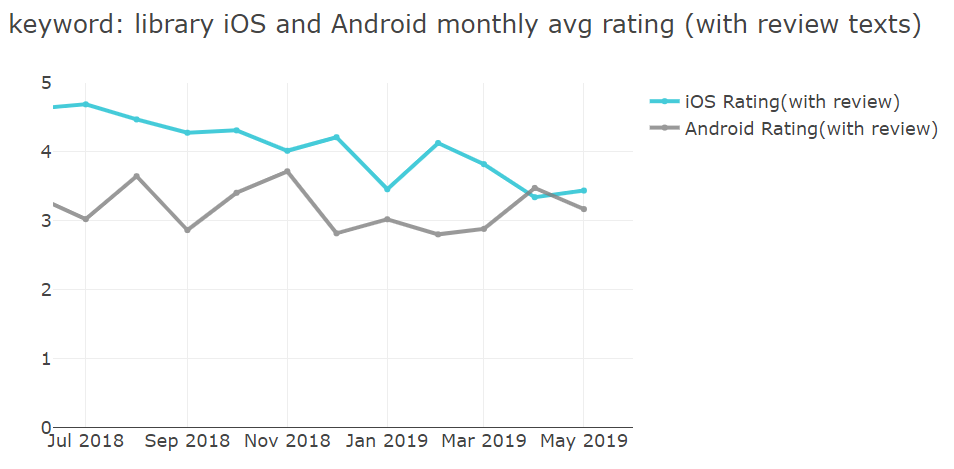 keyword: library iOS and Android monthly avg rating (with review texts)
5
4
3
2
1
0
Jul 2018 Sep 2018 Nov 2018 Jan 2019 Mar 2019 May 2019
iOS Rating(with review)
Android Rating(with review)